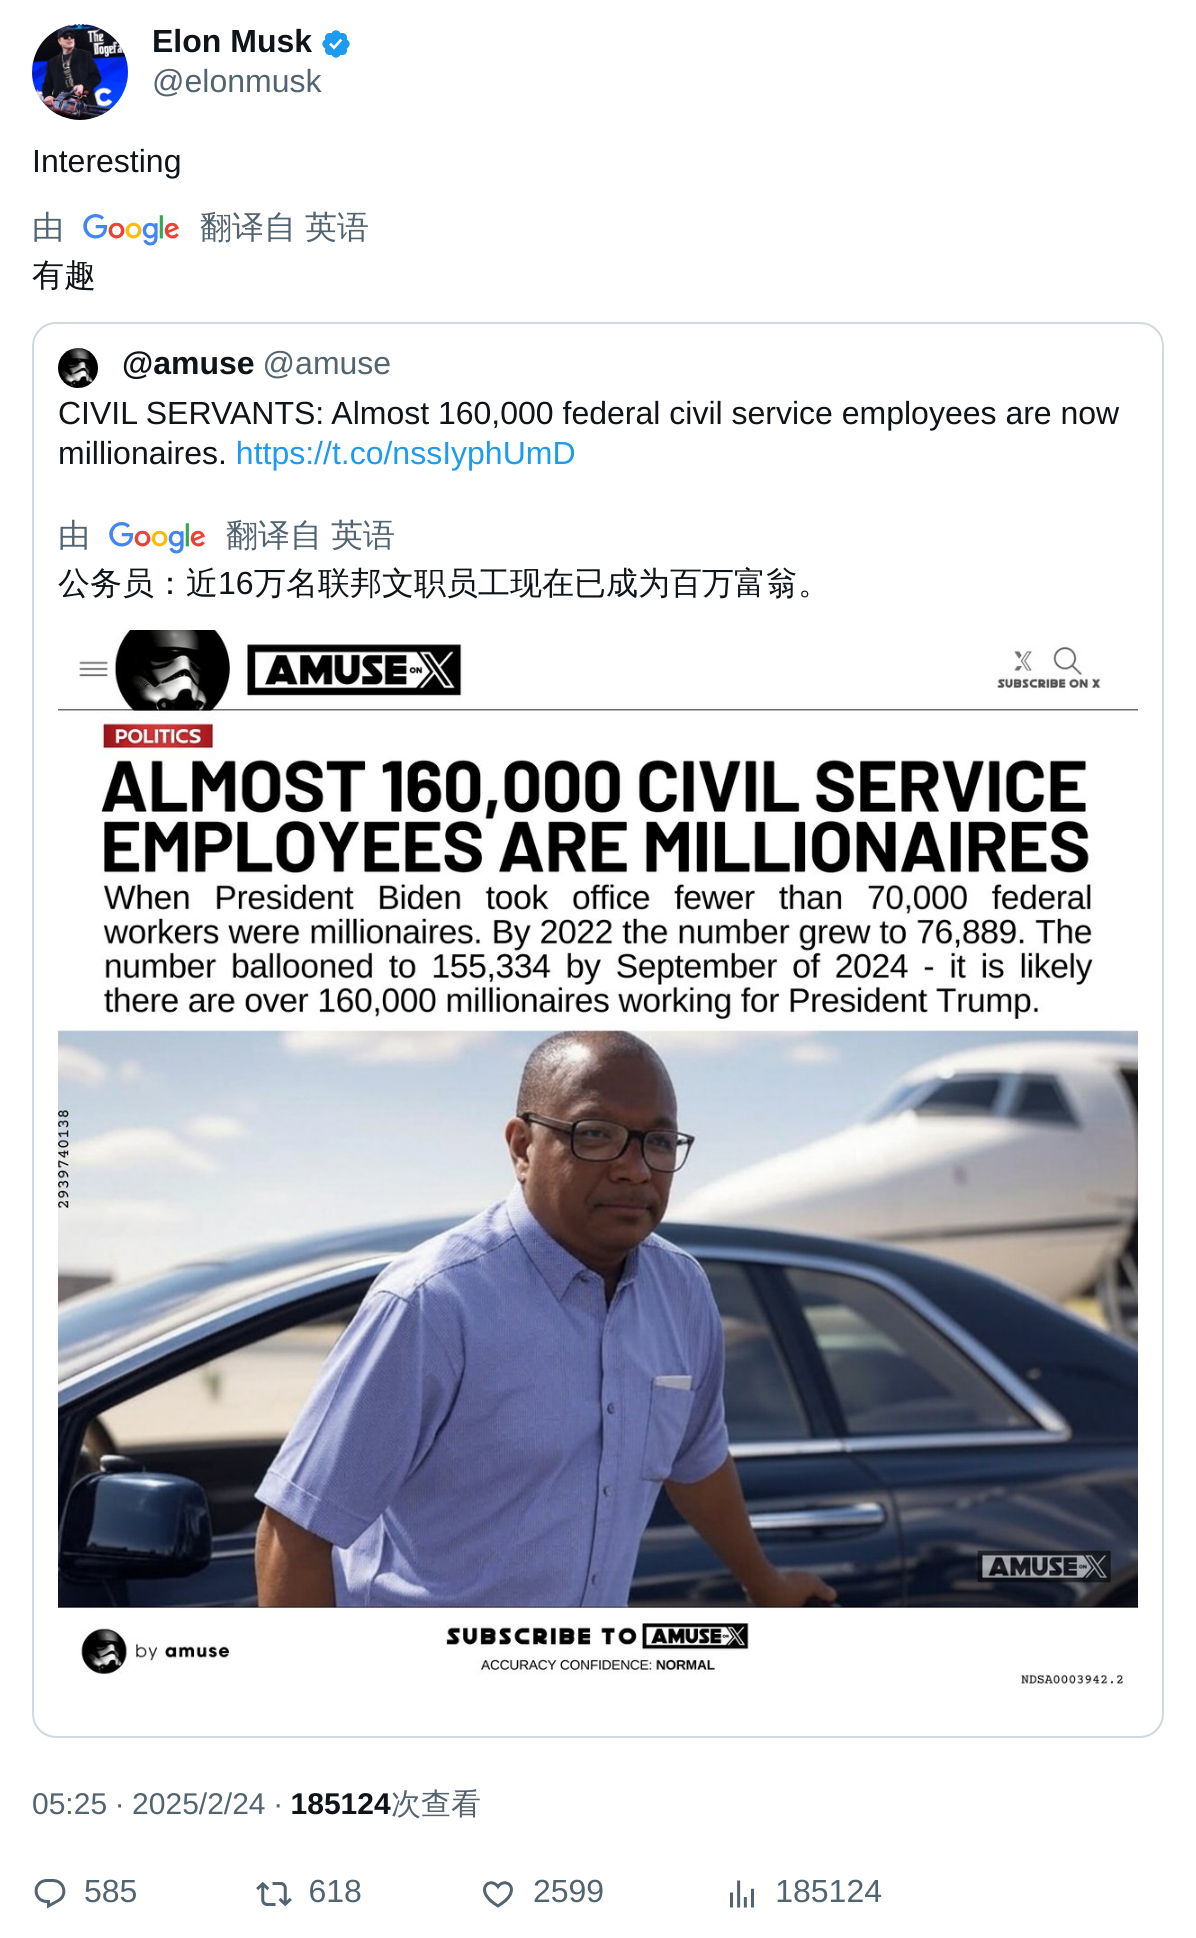 The
Dogefa
C
Elon Musk
@elonmusk
Interesting
由 Google 翻译自 英语
有趣
@amuse @amuse
CIVIL SERVANTS: Almost 160,000 federal civil service employees are now
millionaires. https://t.co/nssIyphUmD
由 Google 翻译自 英语
公务员：近16万名联邦文职员工现在已成为百万富翁。
AMUSE ON X
SUBSCRIBE ON X
POLITICS
ALMOST 160,000 CIVIL SERVICE
EMPLOYEES ARE MILLIONAIRES
When President Biden took office fewer than 70,000 federal
workers were millionaires. By 2022 the number grew to 76,889. The
number ballooned to 155,334 by September of 2024 - it is likely
there are over 160,000 millionaires working for President Trump.
2939740138
AMUSE ON X
by amuse
SUBSCRIBE TO AMUSE ON X
ACCURACY CONFIDENCE: NORMAL
NDSA0003942.2
05:25 · 2025/2/24 · 185124次查看
585 618 2599 185124